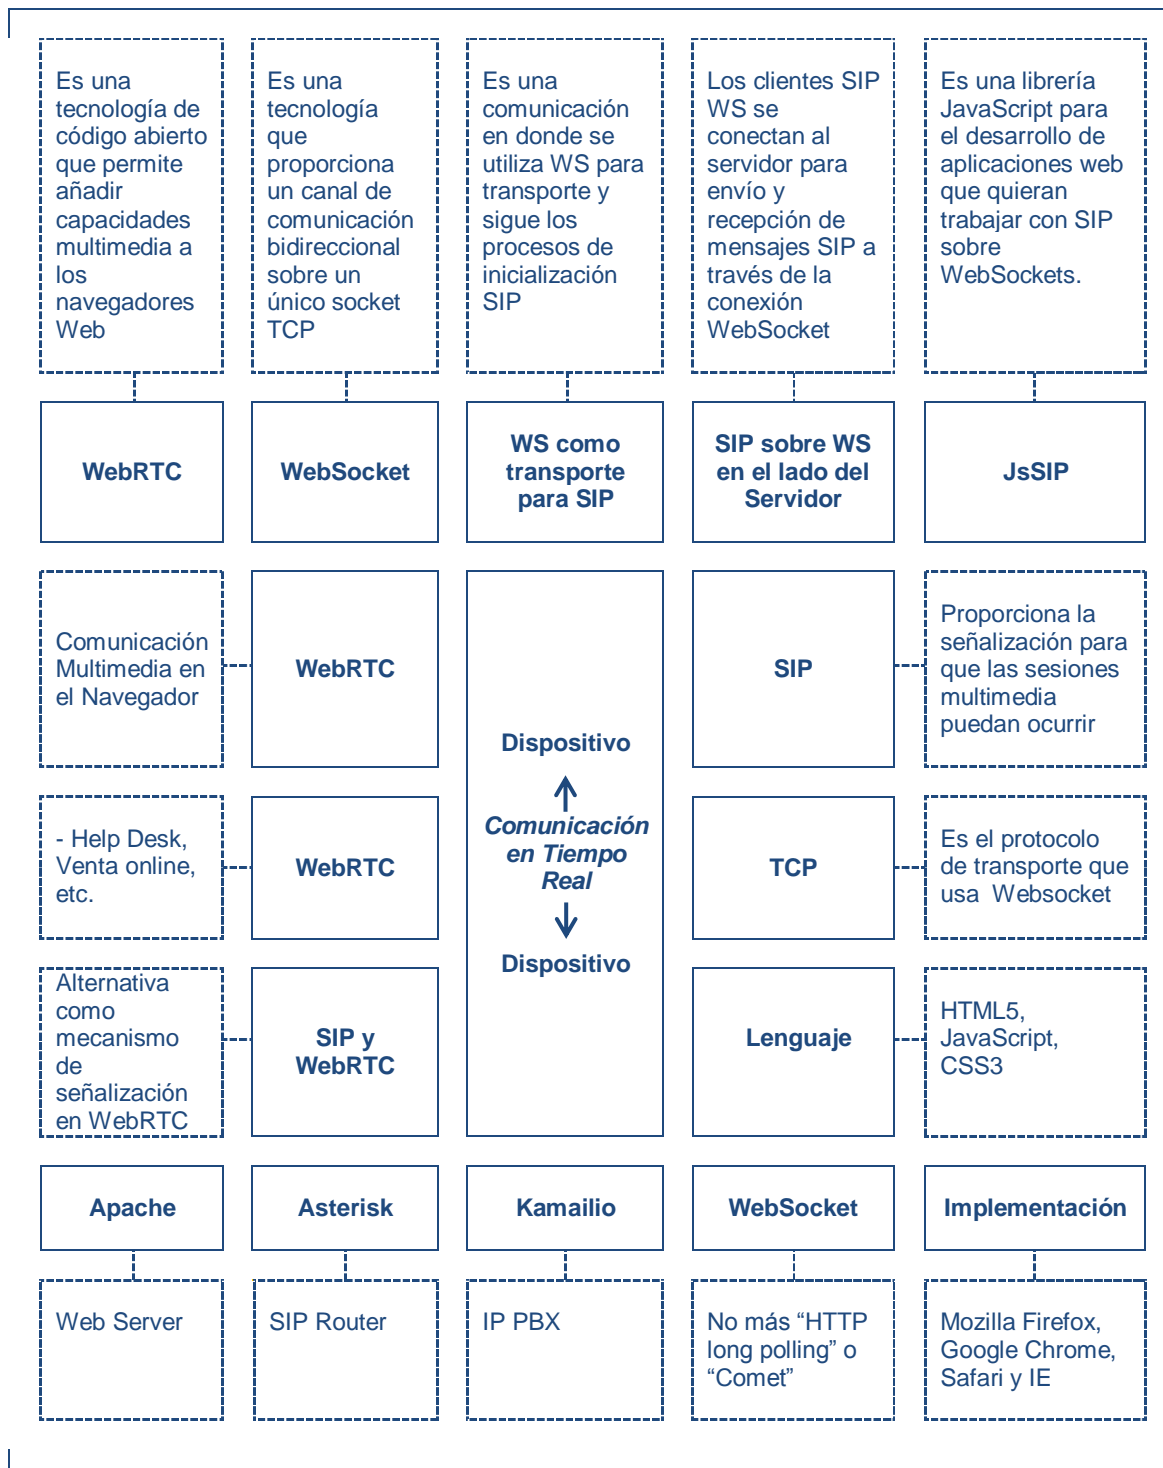 Es una
tecnología de
código abierto
que permite
añadir
capacidades
multimedia a
los
navegadores
Web
Es una
tecnología
que
proporciona
un canal de
comunicación
bidireccional
sobre un
único socket
TCP
Es una
comunicación
en donde se
utiliza WS para
transporte y
sigue los
procesos de
inicialización
SIP
Los clientes SIP
WS se
conectan al
servidor para
envío y
recepción de
mensajes SIP a
través de la
conexión
WebSocket
Es una librería
JavaScript para
el desarrollo de
aplicaciones web
que quieran
trabajar con SIP
sobre
WebSockets.
WebRTC
WebSocket
WS como
transporte
para SIP
SIP sobre WS
en el lado del
Servidor
JsSIP
Comunicación
Multimedia en
el Navegador
WebRTC
Dispositivo
Comunicación
en Tiempo
Real
Dispositivo
SIP
Proporciona la
señalización para
que las sesiones
multimedia
puedan ocurrir
- Help Desk,
Venta online,
etc.
WebRTC
TCP
Es el protocolo
de transporte que
usa Websocket
Alternativa
como
mecanismo
de
señalización
en WebRTC
SIP y
WebRTC
Lenguaje
HTML5,
JavaScript,
CSS3
Apache
Asterisk
Kamailio
WebSocket
Implementación
Web Server
SIP Router
IP PBX
No más “HTTP
long polling” o
“Comet”
Mozilla Firefox,
Google Chrome,
Safari y IE